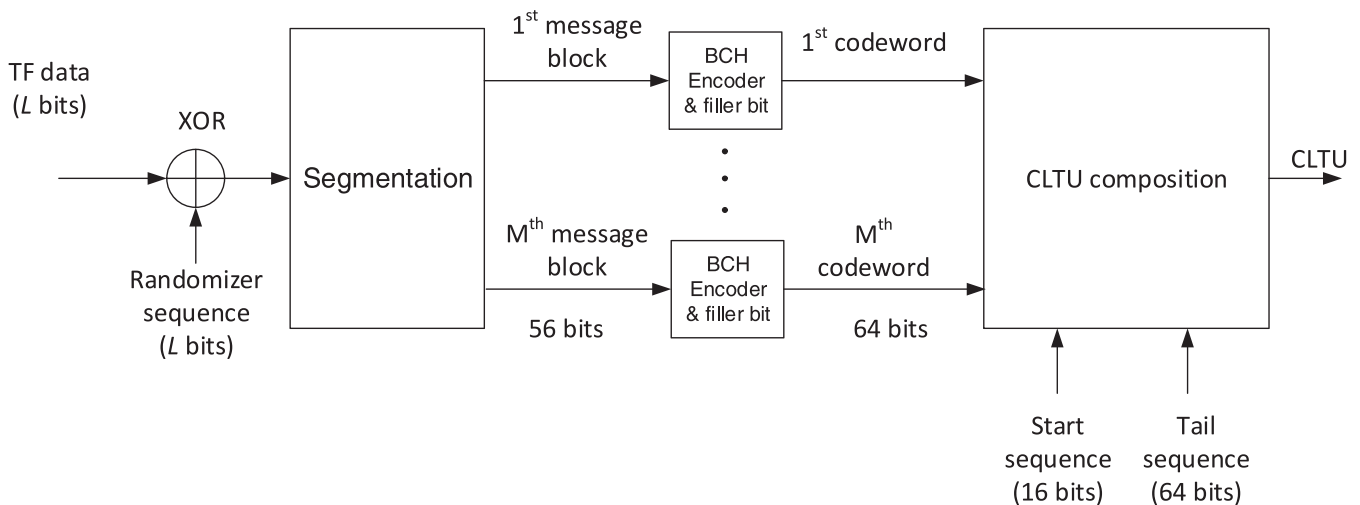 TF data
(L bits)
XOR
Randomizer
sequence
(L bits)
Segmentation
1st message
block
BCH
Encoder
& filler bit
1st codeword
Mth message
block
56 bits
BCH
Encoder
& filler bit
Mth
codeword
64 bits
CLTU composition
CLTU
Start
sequence
(16 bits)
Tail
sequence
(64 bits)